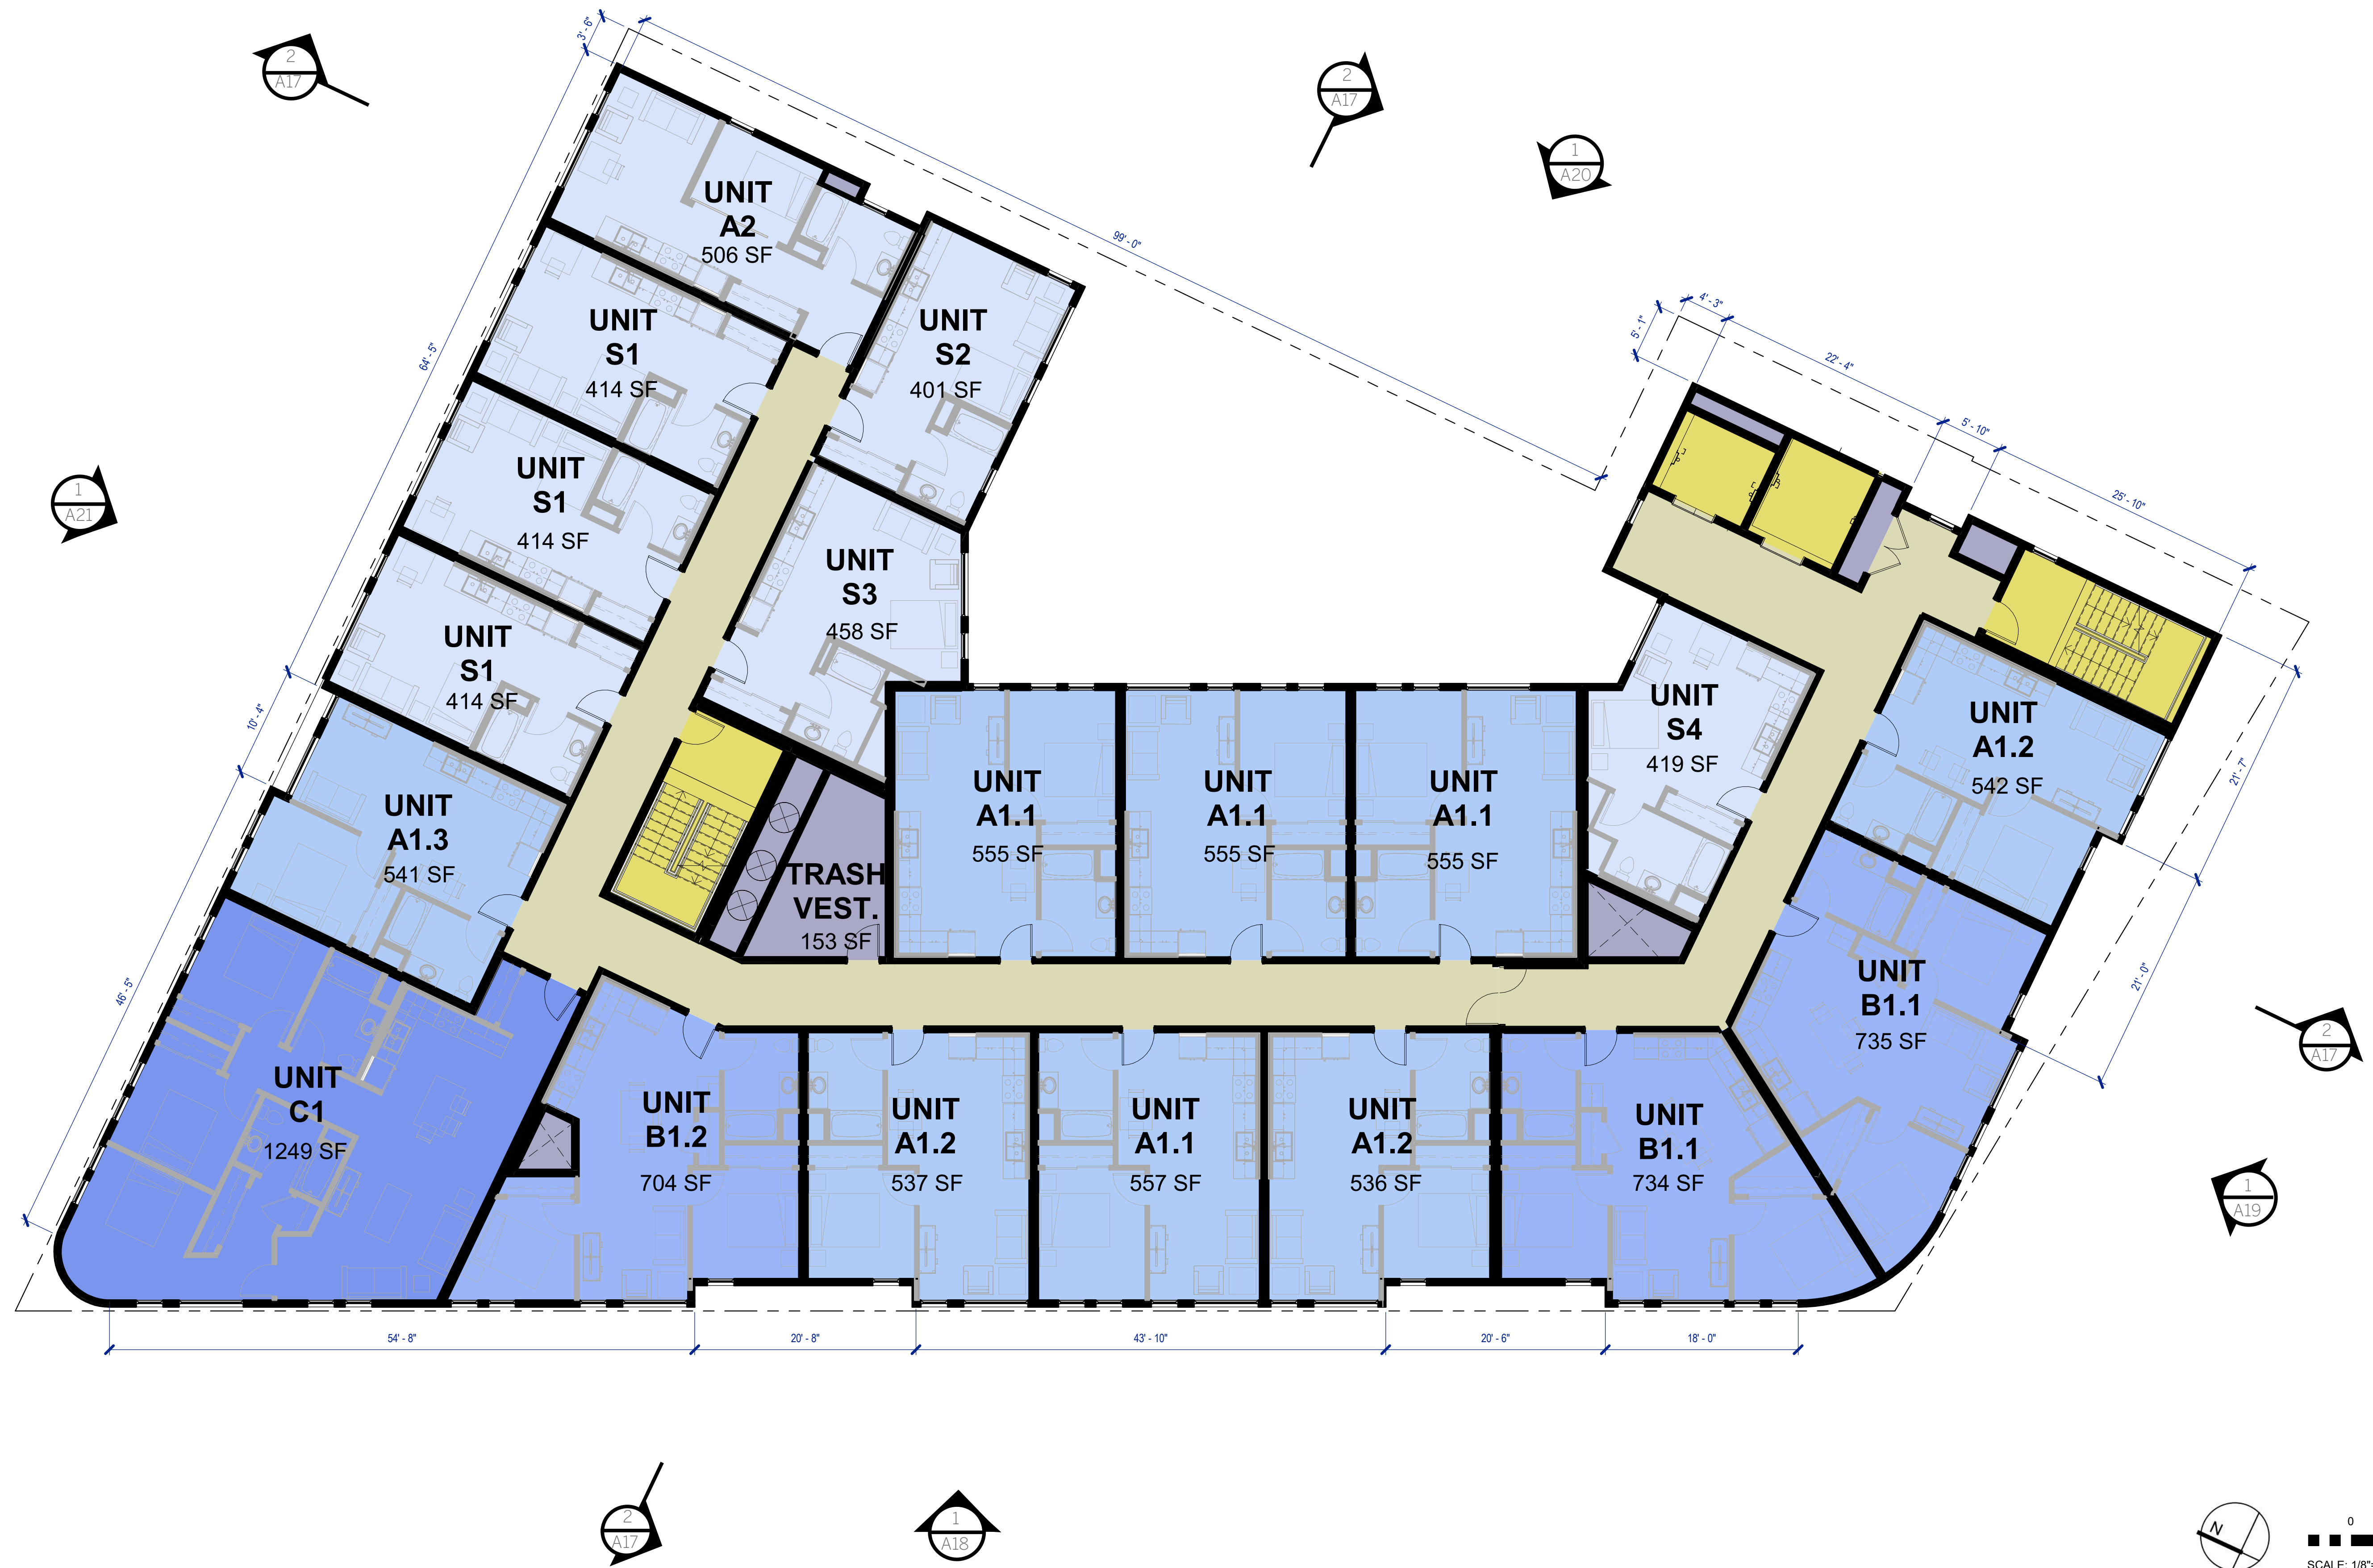 3' - 6"
2
A17
2
A17
1
A20
UNIT
A2
506 SF
99' - 0"
UNIT
S1
414 SF
UNIT
S2
401 SF
4' - 3"
5' - 1"
22' - 4"
64' - 5"
5' - 10"
25' - 10"
1
A21
UNIT
S1
414 SF
UNIT
S3
458 SF
UNIT
S1
414 SF
UNIT
S4
419 SF
UNIT
A1.2
542 SF
21' - 7"
10' - 4"
UNIT
A1.3
541 SF
UNIT
A1.1
555 SF
UNIT
A1.1
555 SF
UNIT
A1.1
555 SF
TRASH
VEST.
153 SF
46' - 5"
21' - 0"
UNIT
B1.1
735 SF
2
A17
UNIT
C1
1249 SF
UNIT
B1.2
704 SF
UNIT
A1.2
537 SF
UNIT
A1.1
557 SF
UNIT
A1.2
536 SF
UNIT
B1.1
734 SF
1
A19
54' - 8"
20' - 8"
43' - 10"
20' - 6"
18' - 0"
2
A17
1
A18
N
0
SCALE: 1/8"